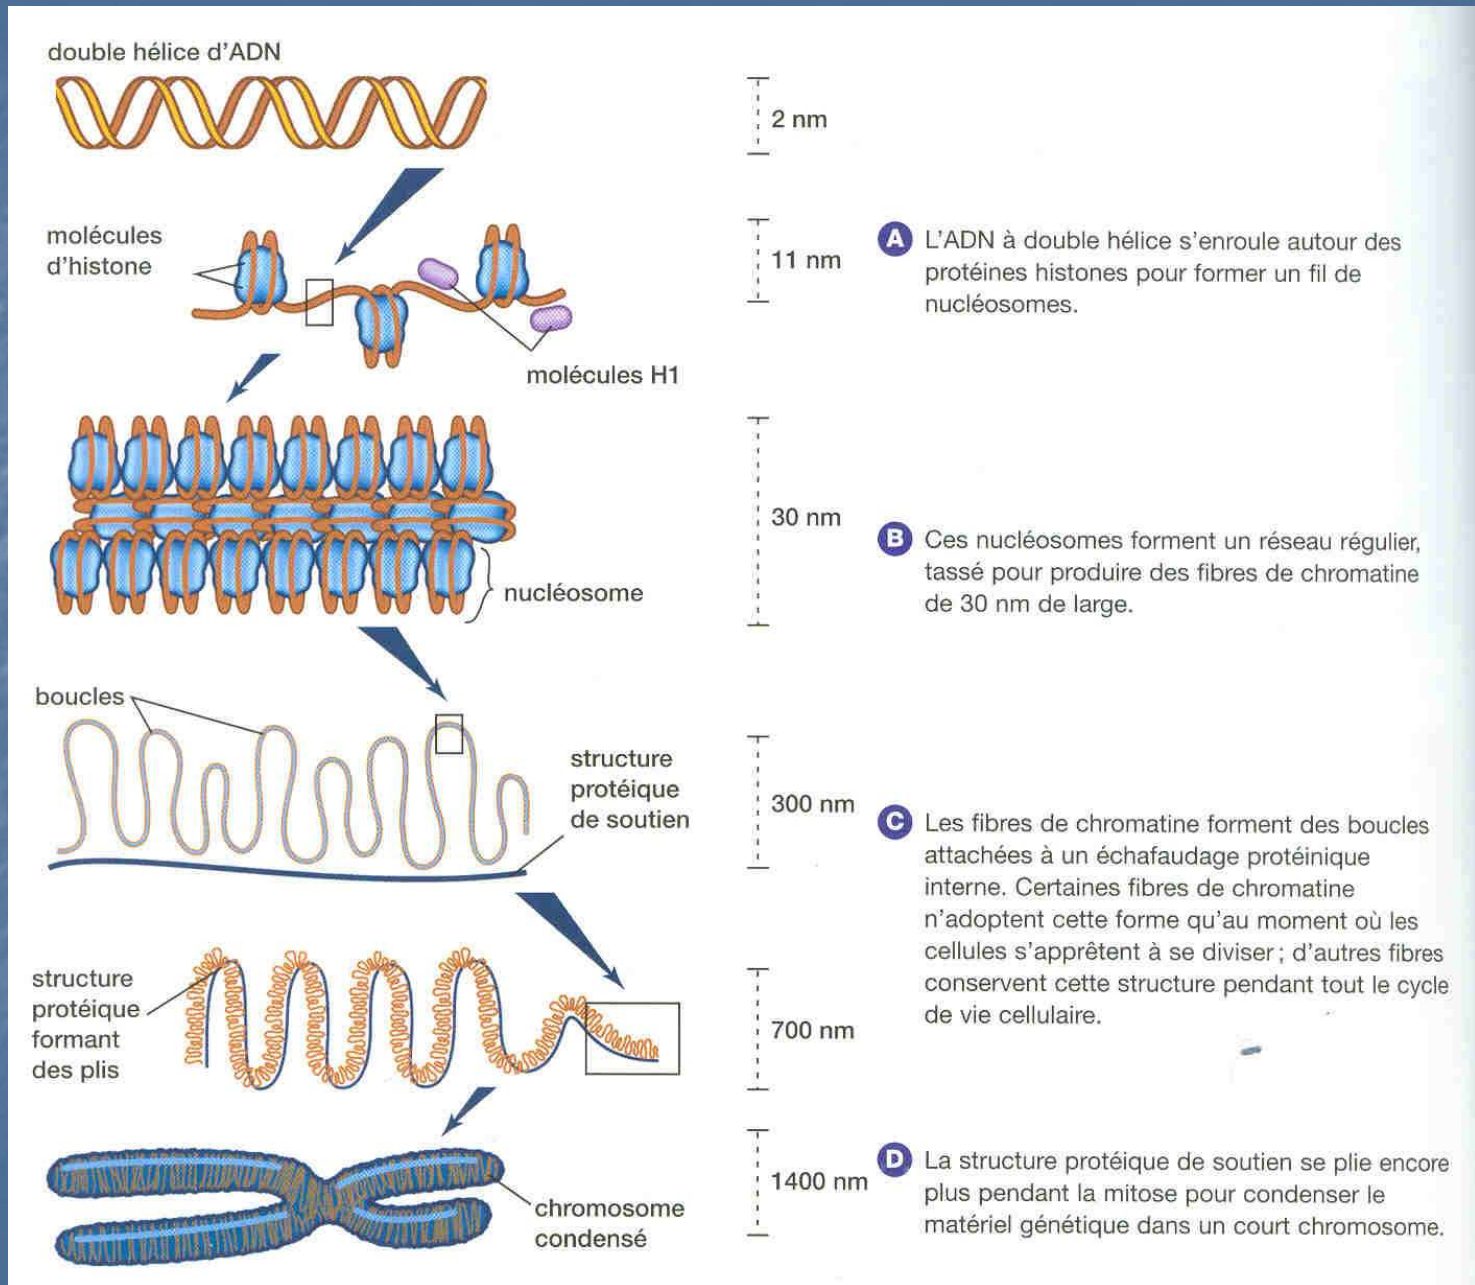 double hélice d'ADN
2 nm
molécules
d'histone
11 nm
A L'ADN à double hélice s'enroule autour des
protéines histones pour former un fil de
nucléosomes.
molécules H1
30 nm
B Ces nucléosomes forment un réseau régulier,
tassé pour produire des fibres de chromatine
de 30 nm de large.
nucléosome
boucles
structure
protéique
de soutien
300 nm
C Les fibres de chromatine forment des boucles
attachées à un échafaudage protéinique
interne. Certaines fibres de chromatine
n'adoptent cette forme qu'au moment où les
cellules s'apprêtent à se diviser ; d'autres fibres
conservent cette structure pendant tout le cycle
de vie cellulaire.
structure
protéique
formant
des plis
700 nm
1400 nm
D La structure protéique de soutien se plie encore
plus pendant la mitose pour condenser le
matériel génétique dans un court chromosome.
chromosome
condensé